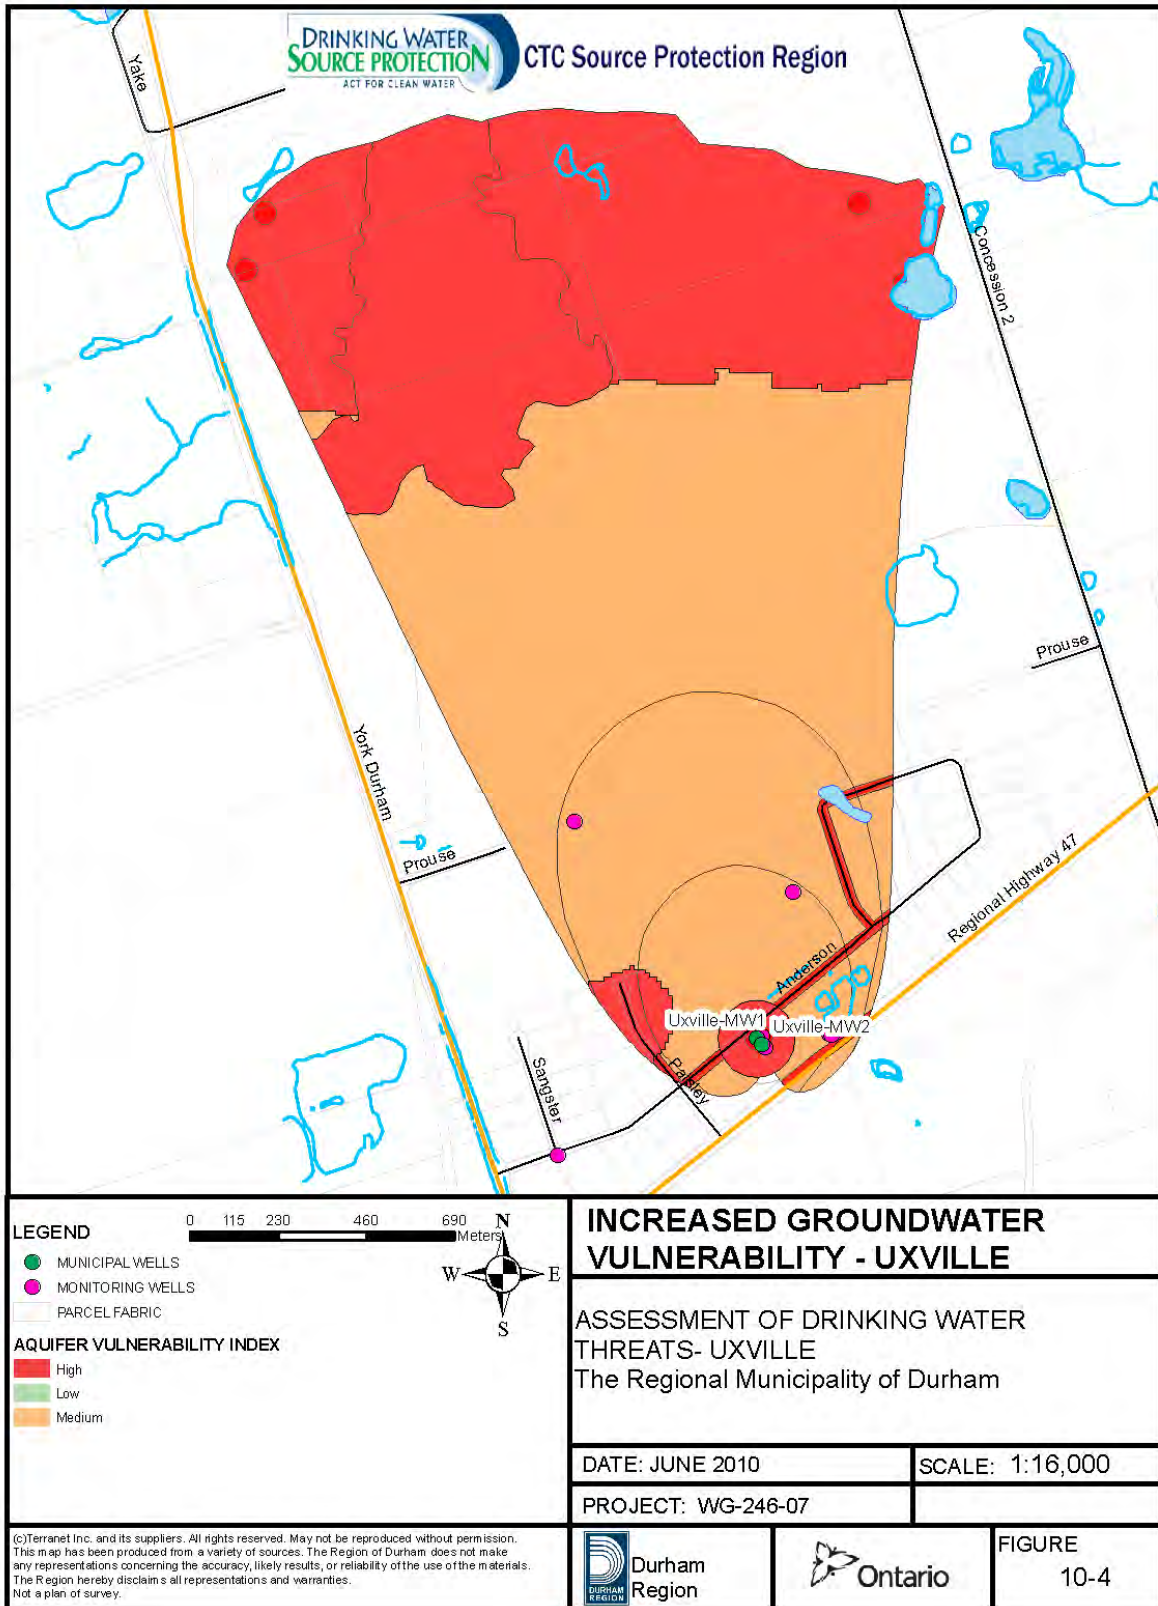 DRINKING WATER
SOURCE PROTECTION
ACT FOR CLEAN WATER
CTC Source Protection Region
Yake
Concession 2
Prouse
York Durham
Prouse
Regional Highway 47
Anderson
Uxville-MW1
Uxville-MW2
Paisley
Sangster
LEGEND
0 115 230 460 690
Meters
N
W E
S
MUNICIPAL WELLS
MONITORING WELLS
PARCEL FABRIC
AQUIFER VULNERABILITY INDEX
High
Low
Medium
INCREASED GROUNDWATER
VULNERABILITY - UXVILLE
ASSESSMENT OF DRINKING WATER
THREATS- UXVILLE
The Regional Municipality of Durham
DATE: JUNE 2010
SCALE: 1:16,000
PROJECT: WG-246-07
(c)Terranet Inc. and its suppliers. All rights reserved. May not be reproduced without permission.
This map has been produced from a variety of sources. The Region of Durham does not make
any representations concerning the accuracy, likely results, or reliability of the use of the materials.
The Region hereby disclaims all representations and warranties.
Not a plan of survey.
DURHAM
REGION
Durham
Region
Ontario
FIGURE
10-4